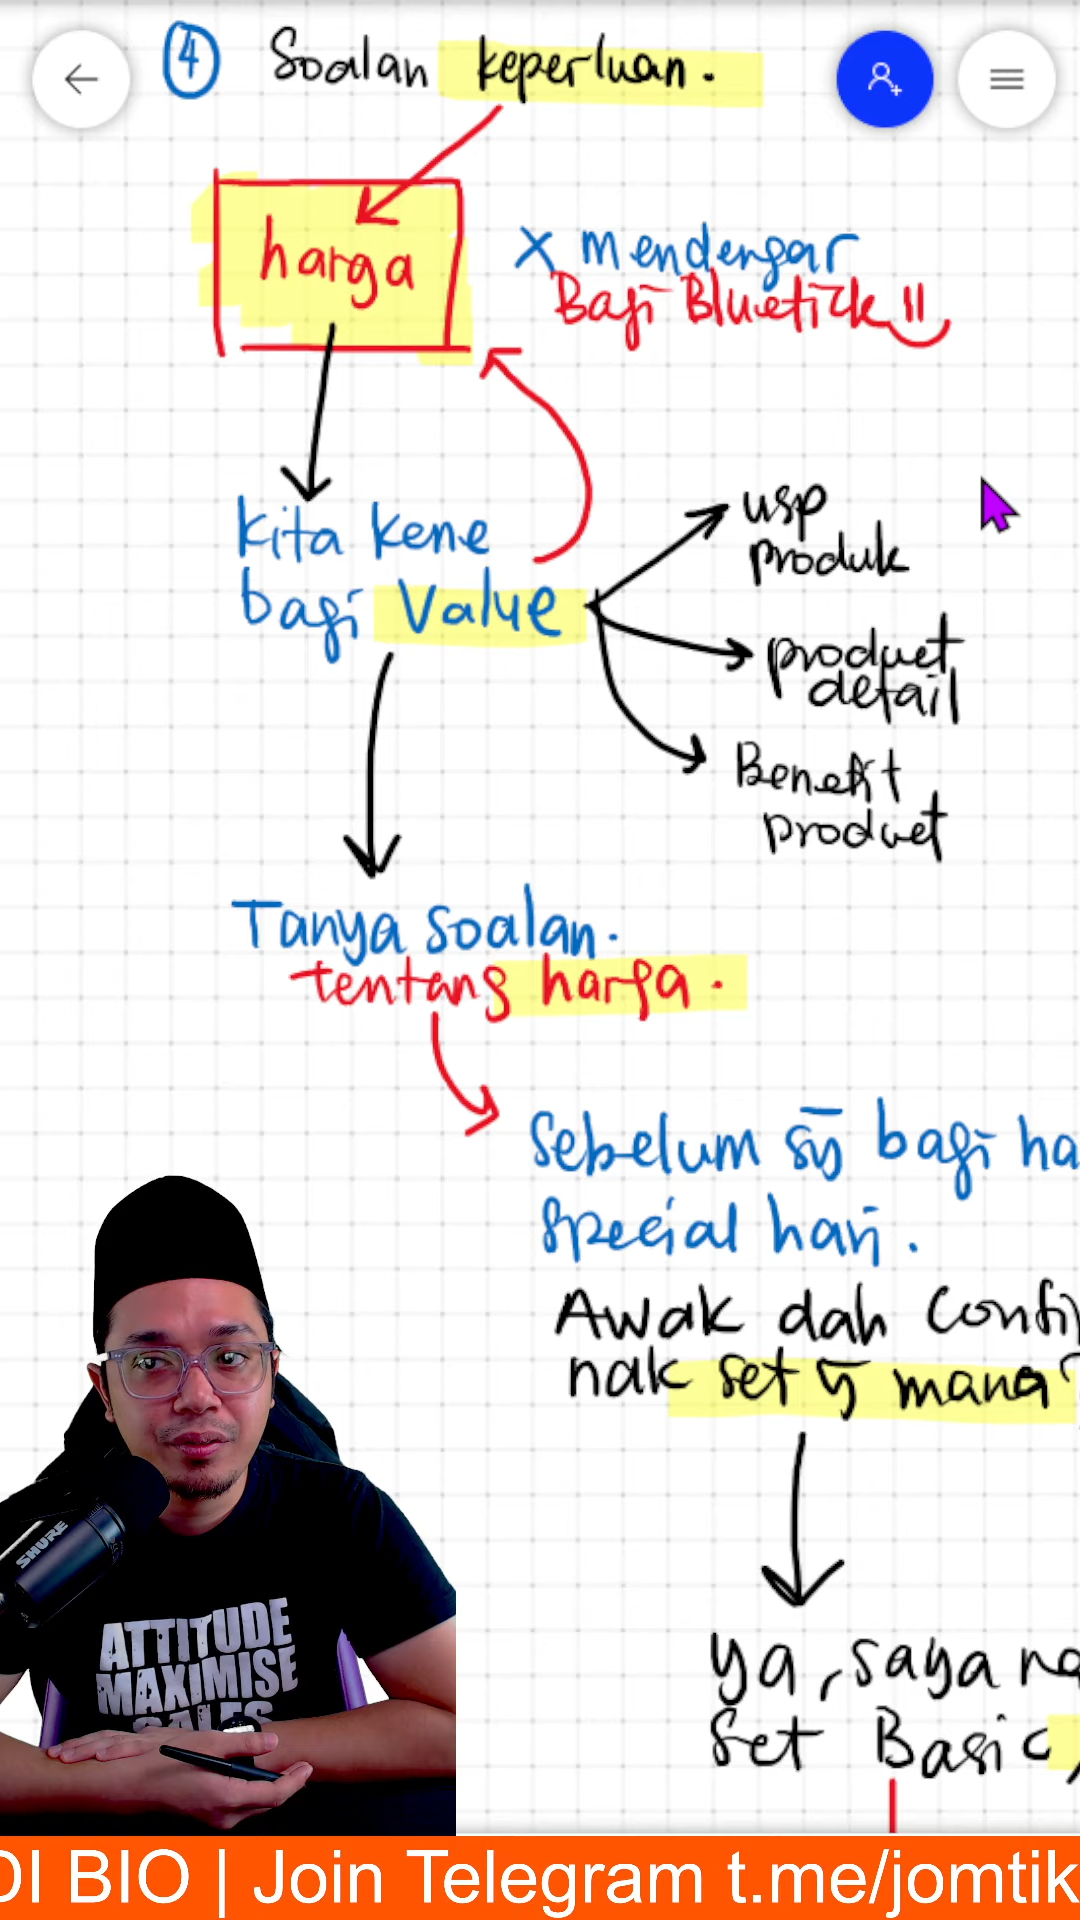 4 Soalan keperluan.
harga
x mendengar
Bagi Bluetick
kita kene
bagi Value
usp
produk
product
detail
Benefit
product
Tanya soalan.
tentang harga.
Sebelum sy bagi ha
special hari.
Awak dah Confi
nak set yg mana?
ya, saya na
set Basic,
SHURE
ATTITUDE
MAXIMISE
SALES
DI BIO | Join Telegram t.me/jomtik